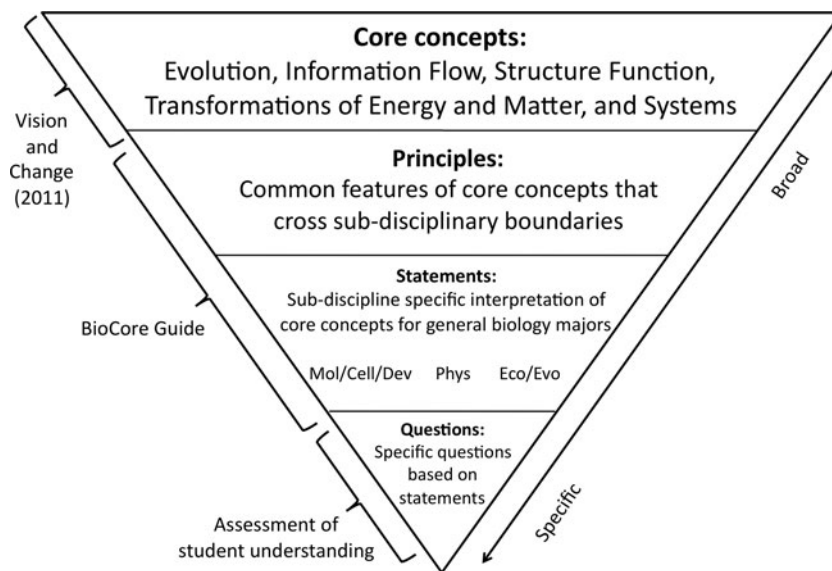 Core concepts:
Evolution, Information Flow, Structure Function,
Transformations of Energy and Matter, and Systems
Vision
and
Change
(2011)
Principles:
Common features of core concepts that
cross sub-disciplinary boundaries
Broad
Statements:
Sub-discipline specific interpretation of
core concepts for general biology majors
BioCore Guide
Mol/Cell/Dev Phys Eco/Evo
Questions:
Specific questions
based on
statements
Specific
Assessment of
student understanding